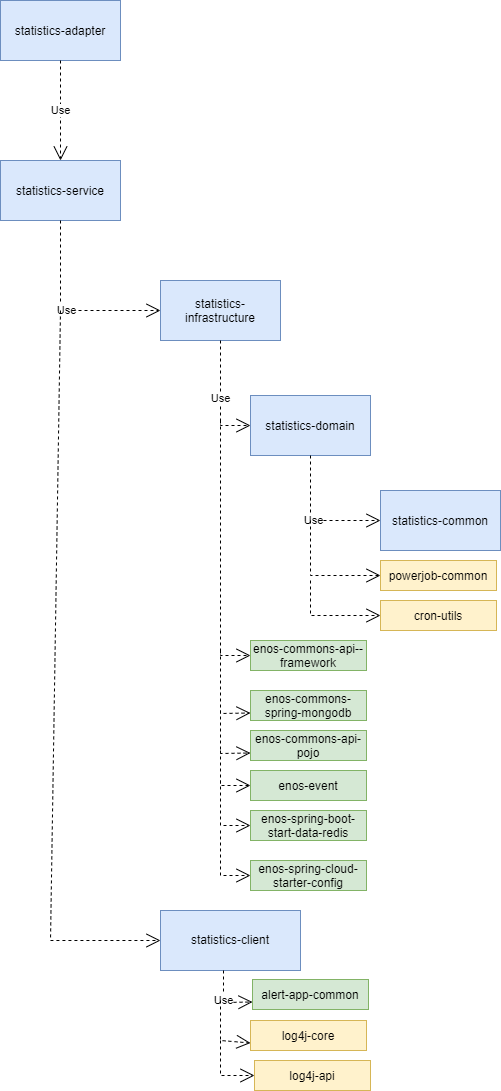 statistics-adapter
Use
statistics-service
Use
statistics-
infrastructure
Use
statistics-domain
Use
statistics-common
powerjob-common
cron-utils
enos-commons-api--
framework
enos-commons-
spring-mongodb
enos-commons-api-
pojo
enos-event
enos-spring-boot-
start-data-redis
enos-spring-cloud-
starter-config
statistics-client
Use
alert-app-common
log4j-core
log4j-api